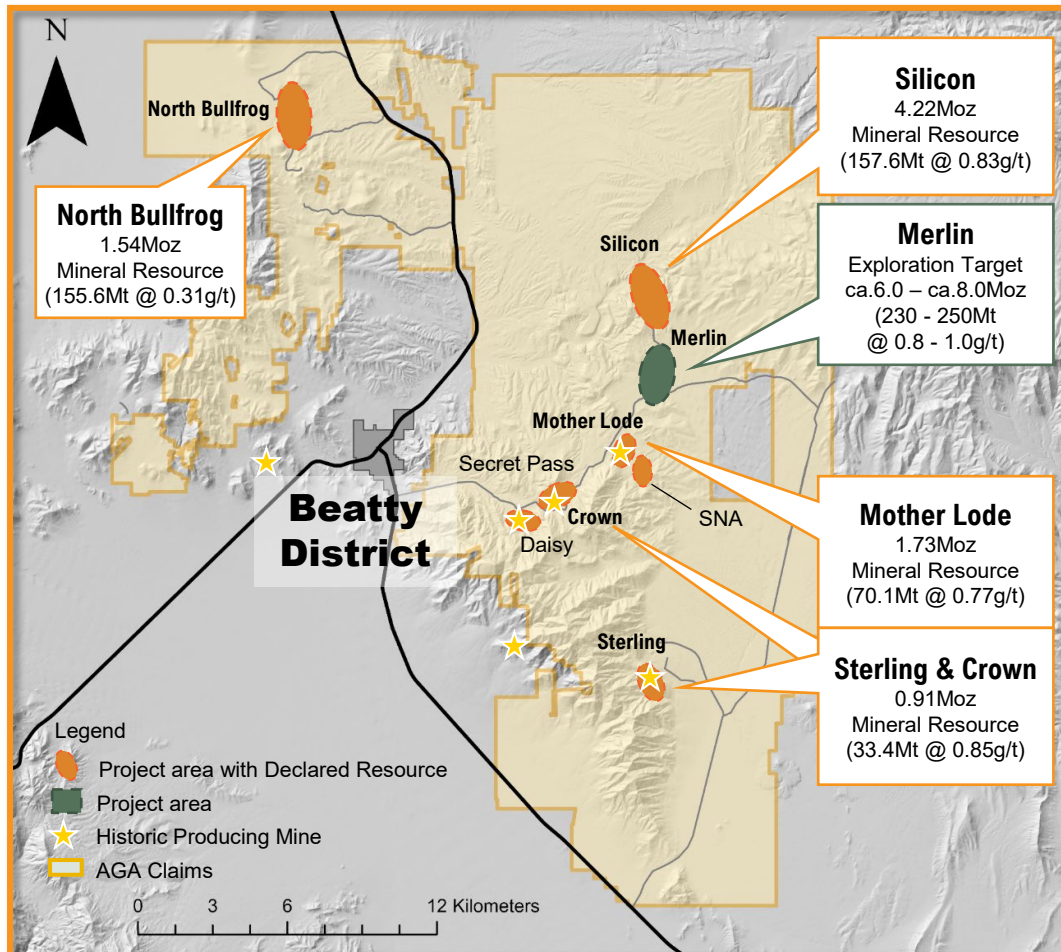 N
North Bullfrog
North Bullfrog
1.54Moz
Mineral Resource
(155.6Mt @ 0.31g/t)
Silicon
4.22Moz
Mineral Resource
(157.6Mt @ 0.83g/t)
Silicon
Merlin
Exploration Target
ca.6.0 – ca.8.0Moz
(230 - 250Mt
@ 0.8 - 1.0g/t)
Merlin
Mother Lode
Secret Pass
Crown
SNA
Daisy
Beatty
District
Mother Lode
1.73Moz
Mineral Resource
(70.1Mt @ 0.77g/t)
Sterling
Sterling & Crown
0.91Moz
Mineral Resource
(33.4Mt @ 0.85g/t)
Legend
Project area with Declared Resource
Project area
Historic Producing Mine
AGA Claims
0 3 6 12 Kilometers